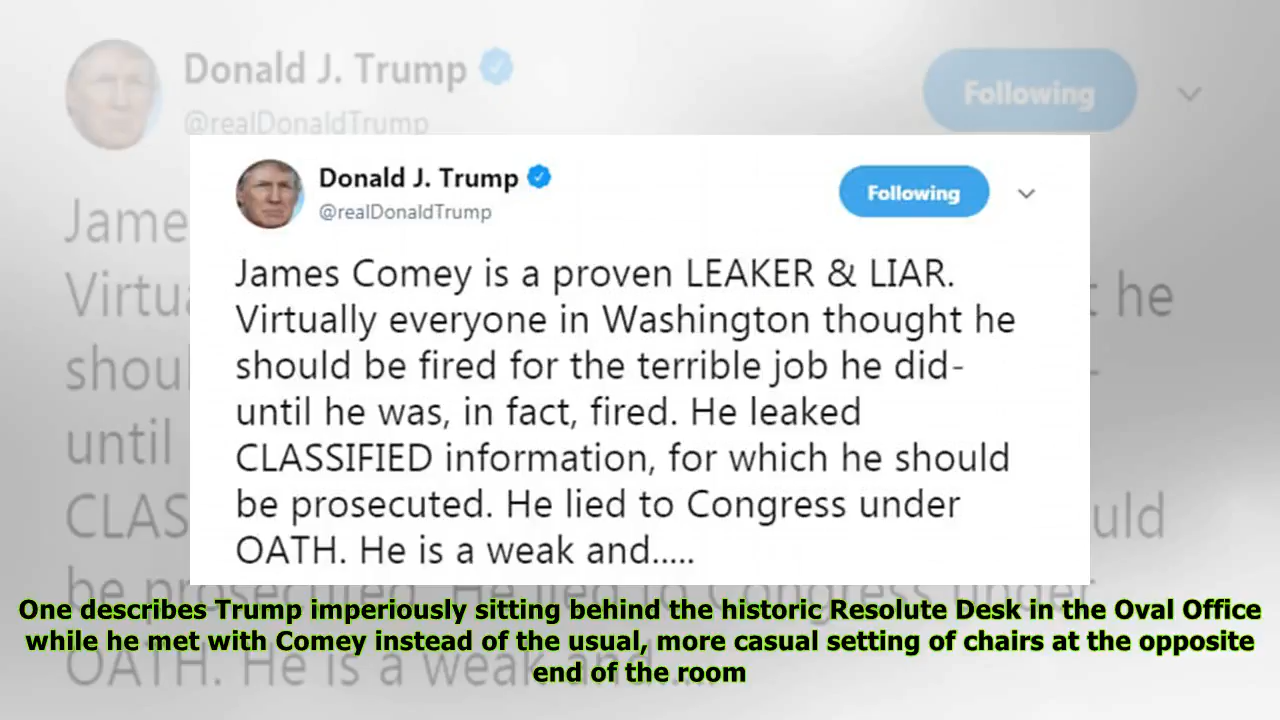 Donald J. Trump
@realDonaldTrump
Following
Donald J. Trump
@realDonaldTrump
Following
James Comey is a proven LEAKER & LIAR.
Virtually everyone in Washington thought he
should be fired for the terrible job he did-
until he was, in fact, fired. He leaked
CLASSIFIED information, for which he should
be prosecuted. He lied to Congress under
OATH. He is a weak and.....
One describes Trump imperiously sitting behind the historic Resolute Desk in the Oval Office
while he met with Comey instead of the usual, more casual setting of chairs at the opposite
end of the room